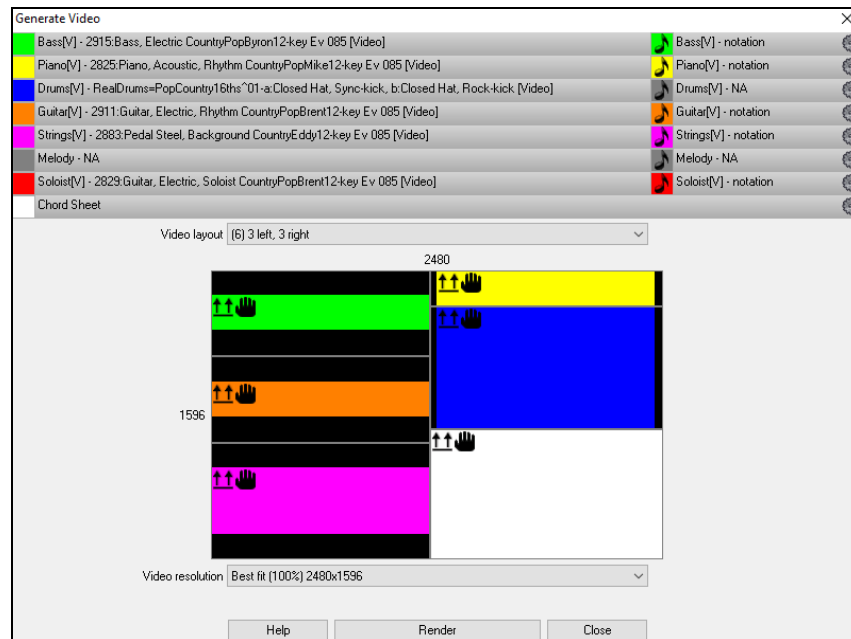 Generate Video
Bass[V] - 2915:Bass, Electric CountryPopByron12-key Ev 085 [Video] Bass[V] - notation
Piano[V] - 2825:Piano, Acoustic, Rhythm CountryPopMike12-key Ev 085 [Video] Piano[V] - notation
Drums[V] - RealDrums=PopCountry16ths^01-a:Closed Hat, Sync-kick, b:Closed Hat, Rock-kick [Video] Drums[V] - NA
Guitar[V] - 2911:Guitar, Electric, Rhythm CountryPopBrent12-key Ev 085 [Video] Guitar[V] - notation
Strings[V] - 2883:Pedal Steel, Background CountryEddy12-key Ev 085 [Video] Strings[V] - notation
Melody - NA Melody - NA
Soloist[V] - 2829:Guitar, Electric, Soloist CountryPopBrent12-key Ev 085 [Video] Soloist[V] - notation
Chord Sheet
Video layout (6) 3 left, 3 right
2480
1596
Video resolution Best fit (100%) 2480x1596
Help Render Close